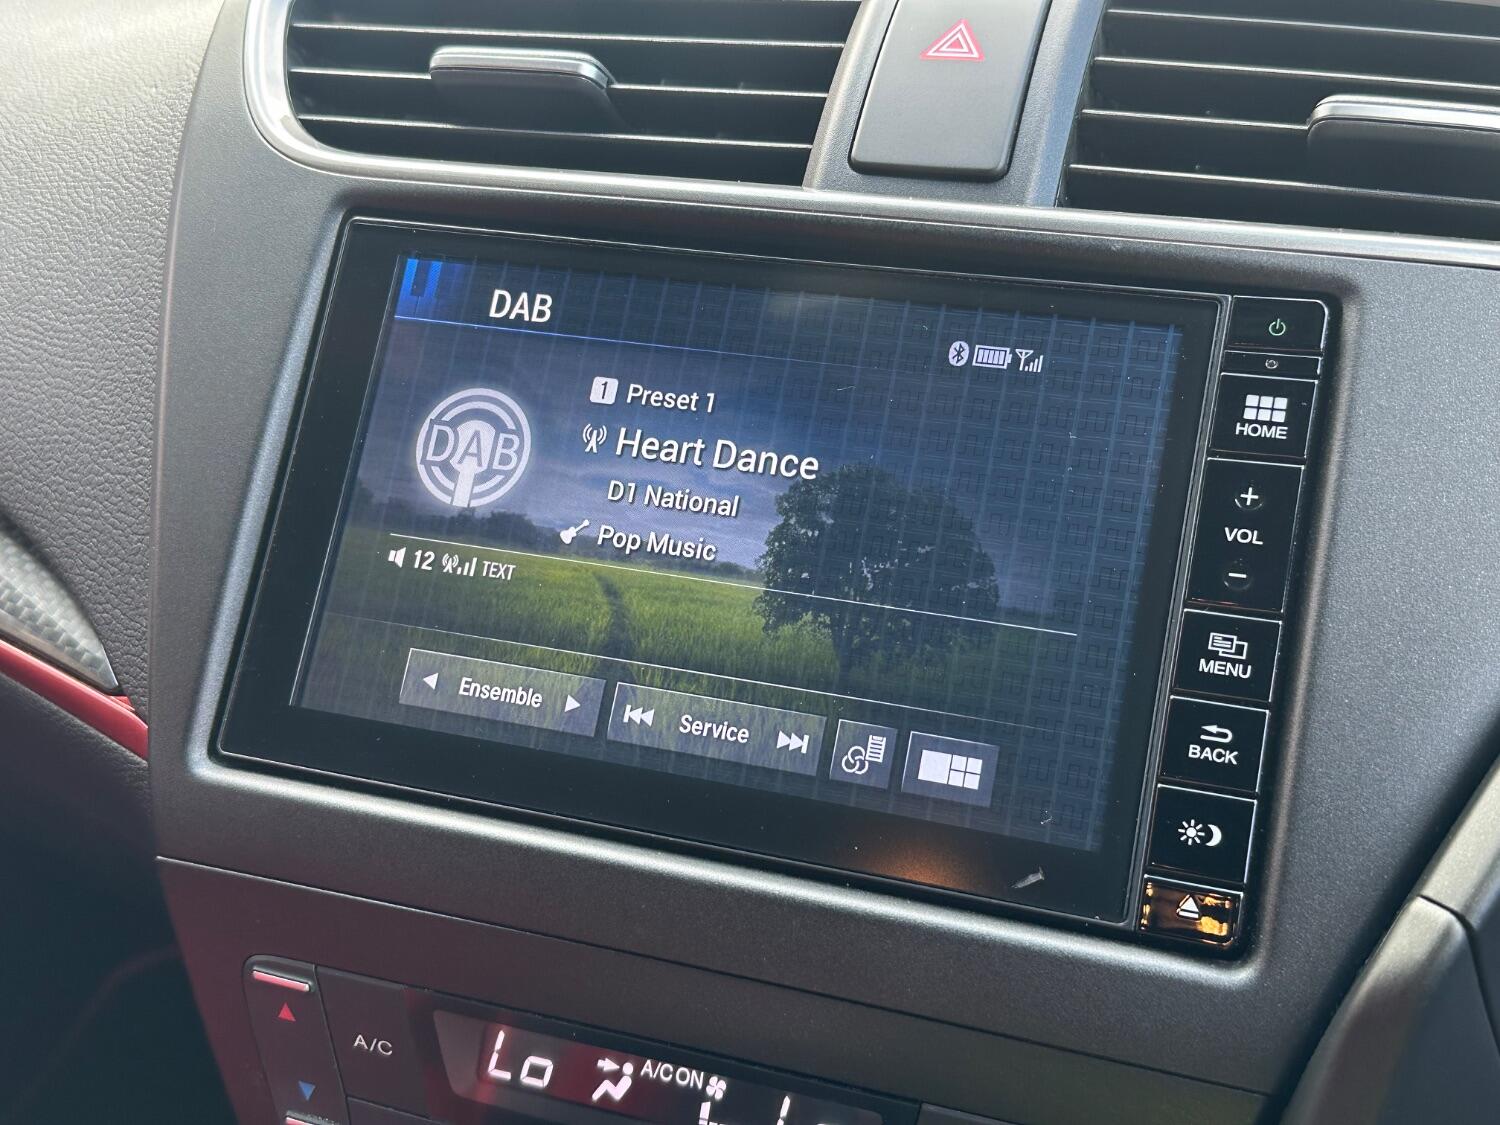 DAB
1 Preset 1
Heart Dance
D1 National
Pop Music
DAB
12 TEXT
Ensemble
Service
HOME
+
VOL
-
MENU
BACK
A/C
Lo
A/C ON